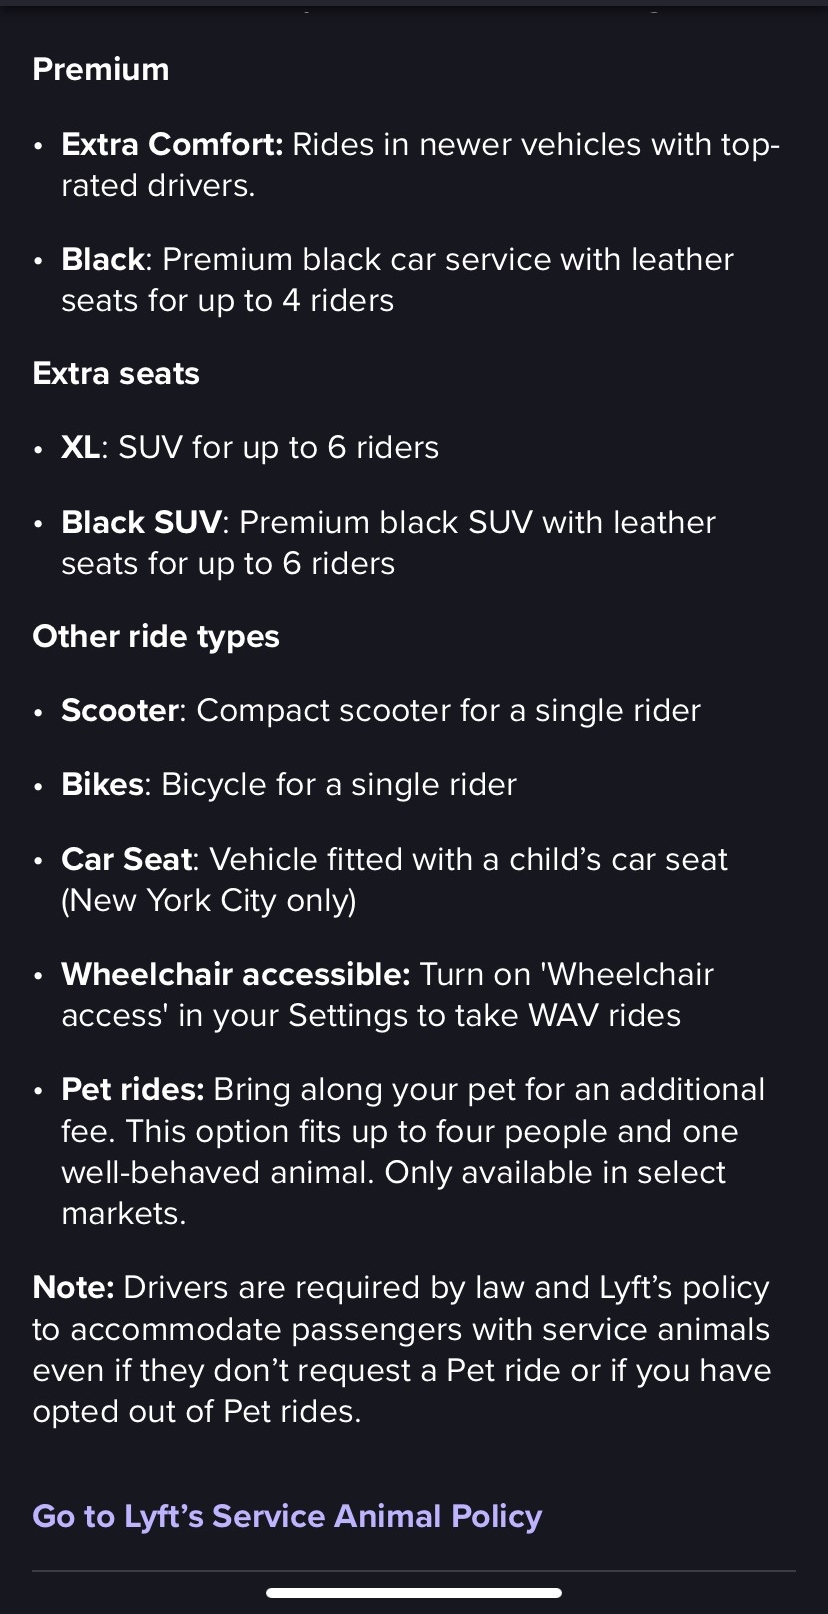 Premium
• Extra Comfort: Rides in newer vehicles with top-
rated drivers.
• Black: Premium black car service with leather
seats for up to 4 riders
Extra seats
• XL: SUV for up to 6 riders
• Black SUV: Premium black SUV with leather
seats for up to 6 riders
Other ride types
• Scooter: Compact scooter for a single rider
• Bikes: Bicycle for a single rider
• Car Seat: Vehicle fitted with a child’s car seat
(New York City only)
• Wheelchair accessible: Turn on 'Wheelchair
access' in your Settings to take WAV rides
• Pet rides: Bring along your pet for an additional
fee. This option fits up to four people and one
well-behaved animal. Only available in select
markets.
Note: Drivers are required by law and Lyft’s policy
to accommodate passengers with service animals
even if they don’t request a Pet ride or if you have
opted out of Pet rides.
Go to Lyft’s Service Animal Policy